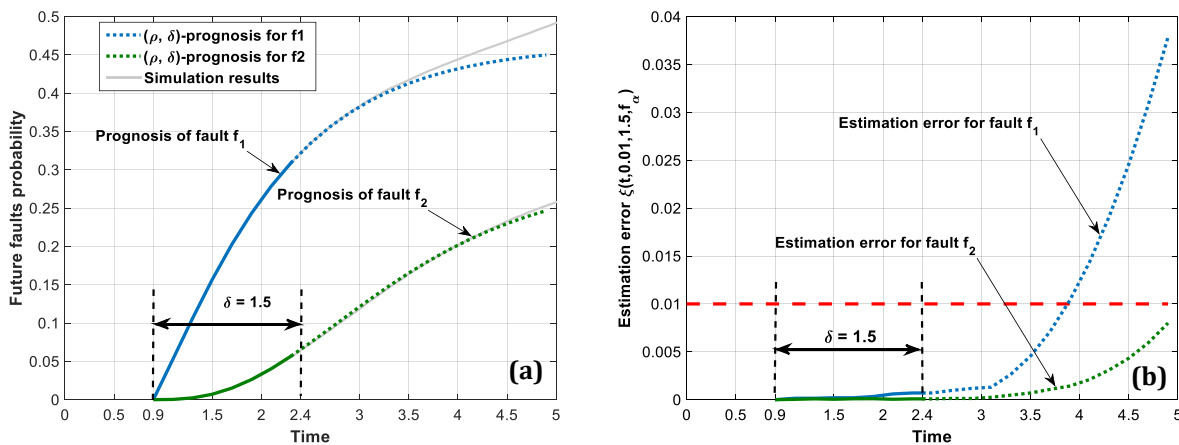 0.5
0.45
0.4
0.35
0.3
0.25
0.2
0.15
0.1
0.05
0
Future faults probability
(ρ, δ)-prognosis for f1
(ρ, δ)-prognosis for f2
Simulation results
Prognosis of fault f1
Prognosis of fault f2
δ = 1.5
(a)
0 0.5 0.9 1.5 2 2.4 3 3.5 4 4.5 5
Time
0.04
0.035
0.03
0.025
0.02
0.015
0.01
0.005
0
Estimation error ξ(t,0.01,1.5,fα)
Estimation error for fault f1
Estimation error for fault f2
δ = 1.5
(b)
0 0.5 0.9 1.5 2 2.4 3 3.5 4 4.5 5
Time